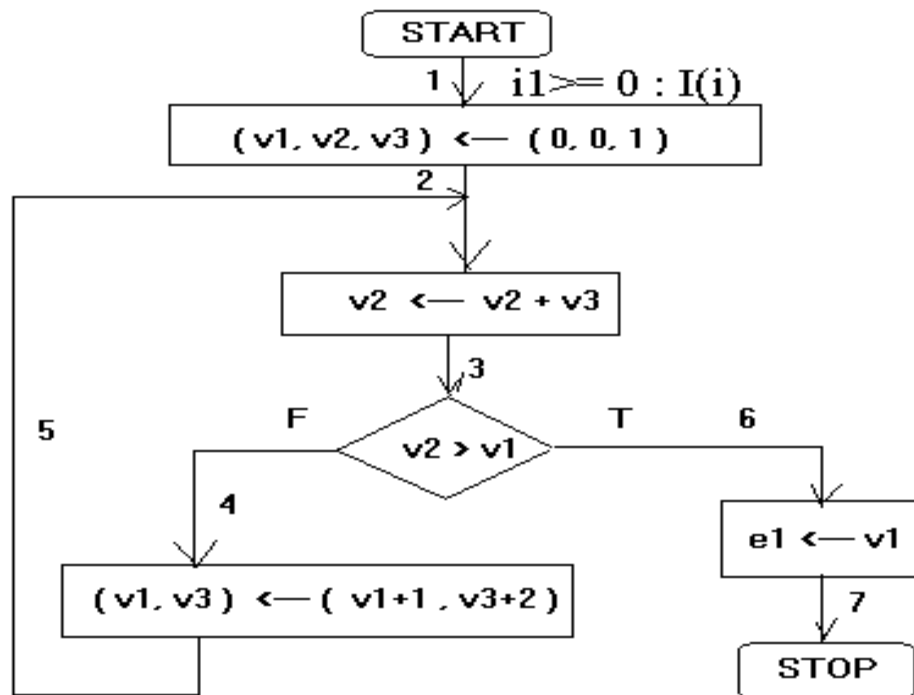 START
1 i1>= 0 : I(i)
( v1, v2, v3 ) <— ( 0, 0, 1 )
2
v2 <— v2 + v3
3
F T 6
5
v2 > v1
4
e1 <— v1
( v1, v3 ) <—( v1+1 , v3+2 )
7
STOP